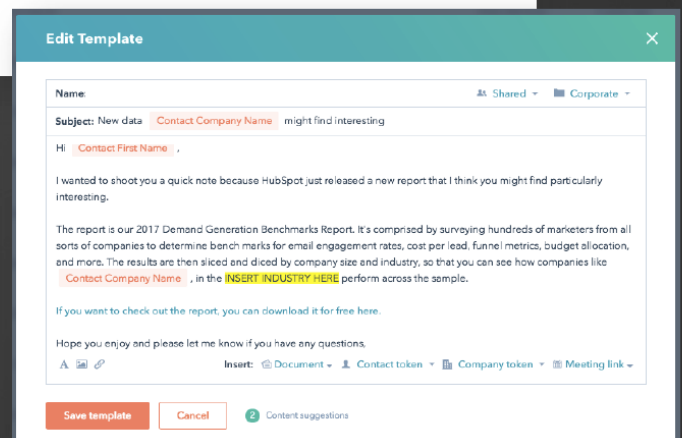 Edit Template
Name: Shared Corporate
Subject: New data Contact Company Name might find interesting
Hi Contact First Name ,
I wanted to shoot you a quick note because HubSpot just released a new report that I think you might find particularly
interesting.
The report is our 2017 Demand Generation Benchmarks Report. It's comprised by surveying hundreds of marketers from all
sorts of companies to determine bench marks for email engagement rates, cost per lead, funnel metrics, budget allocation,
and more. The results are then sliced and diced by company size and industry, so that you can see how companies like
Contact Company Name , in the INSERT INDUSTRY HERE perform across the sample.
If you want to check out the report, you can download it for free here.
Hope you enjoy and please let me know if you have any questions,
A Insert: Document Contact token Company token Meeting link
Save template Cancel 2 Content suggestions